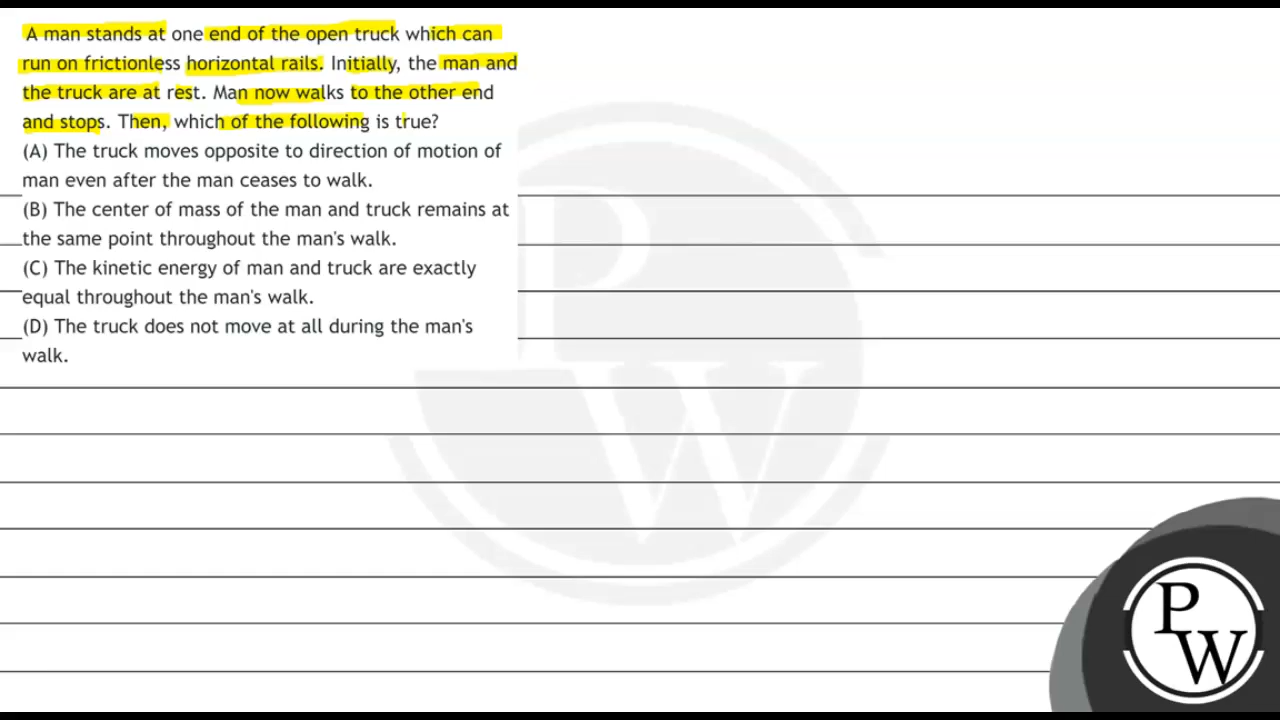 A man stands at one end of the open truck which can
run on frictionless horizontal rails. Initially, the man and
the truck are at rest. Man now walks to the other end
and stops. Then, which of the following is true?
(A) The truck moves opposite to direction of motion of
man even after the man ceases to walk.
(B) The center of mass of the man and truck remains at
the same point throughout the man's walk.
(C) The kinetic energy of man and truck are exactly
equal throughout the man's walk.
(D) The truck does not move at all during the man's
walk.
P
W
P
W